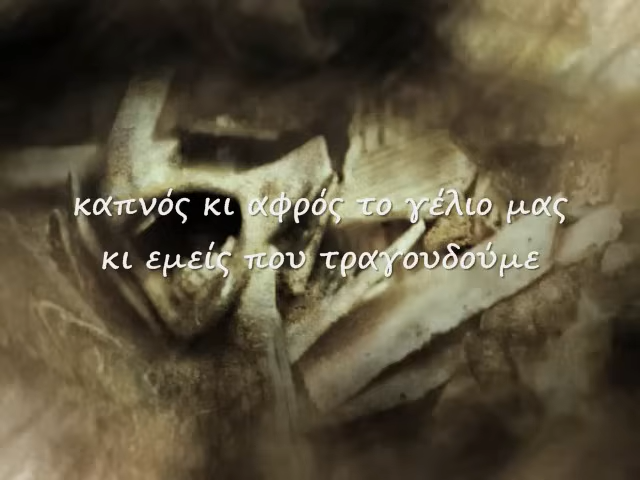 καπνός κι αφρός το γέλιο μας
κι εμείς που τραγουδούμε